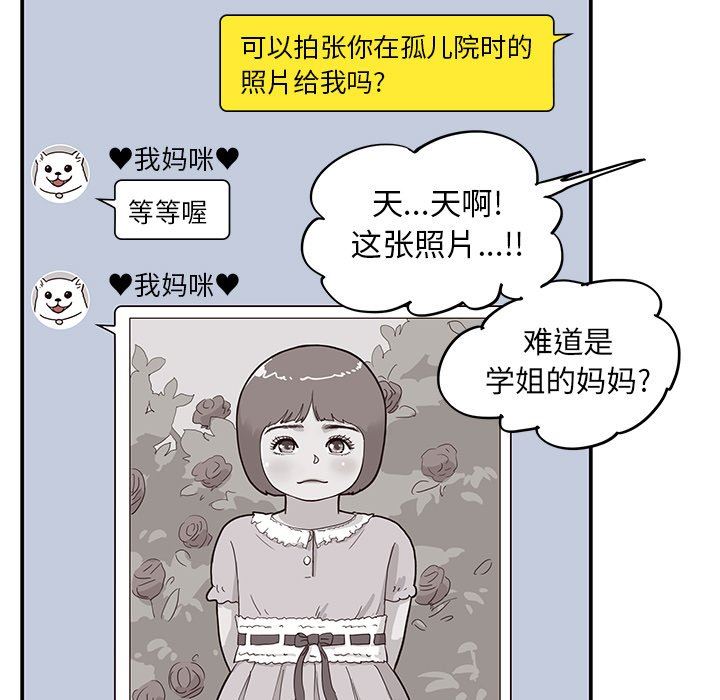 可以拍张你在孤儿院时的
照片给我吗?
♥我妈咪♥
等等喔
天...天啊!
这张照片...!!
♥我妈咪♥
难道是
学姐的妈妈?